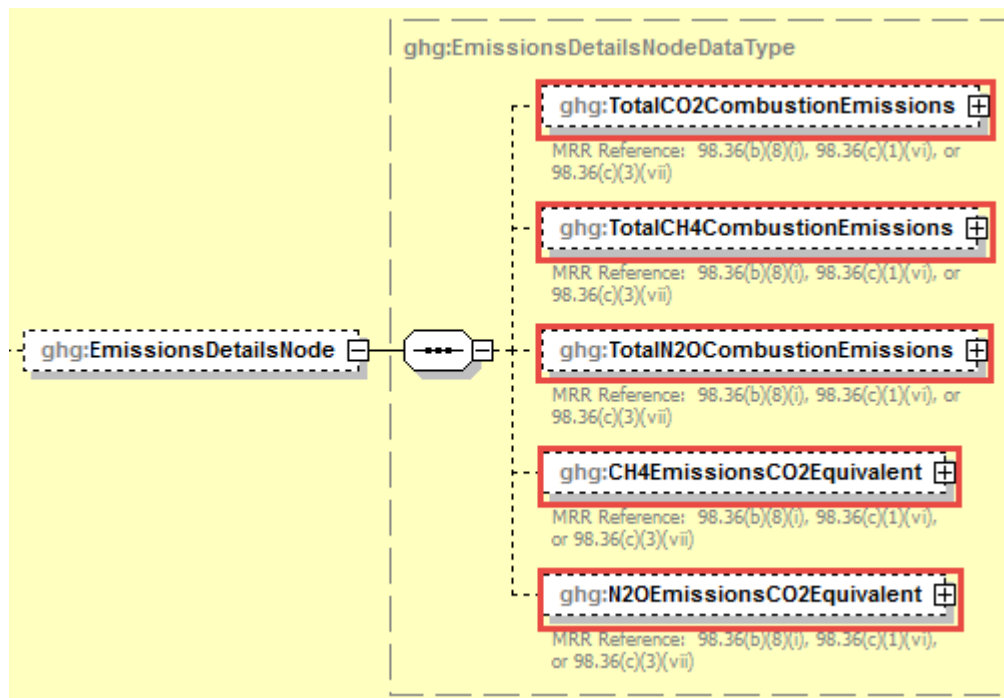 ghg:EmissionsDetailsNodeDataType
ghg:TotalCO2CombustionEmissions
MRR Reference: 98.36(b)(8)(i), 98.36(c)(1)(vi), or
98.36(c)(3)(vii)
ghg:TotalCH4CombustionEmissions
MRR Reference: 98.36(b)(8)(i), 98.36(c)(1)(vi), or
98.36(c)(3)(vii)
ghg:EmissionsDetailsNode
ghg:TotalN2OCombustionEmissions
MRR Reference: 98.36(b)(8)(i), 98.36(c)(1)(vi), or
98.36(c)(3)(vii)
ghg:CH4EmissionsCO2Equivalent
MRR Reference: 98.36(b)(8)(i), 98.36(c)(1)(vi),
or 98.36(c)(3)(vii)
ghg:N2OEmissionsCO2Equivalent
MRR Reference: 98.36(b)(8)(i), 98.36(c)(1)(vi),
or 98.36(c)(3)(vii)